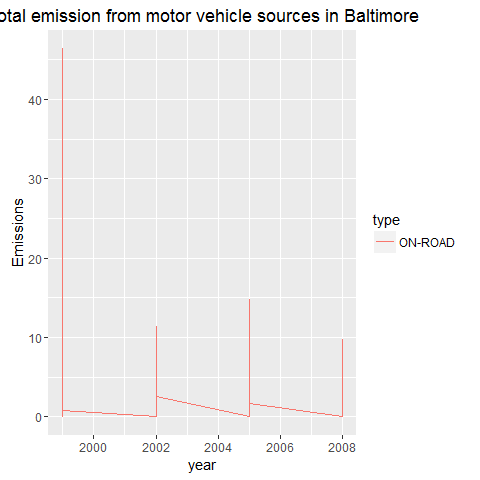 otal emission from motor vehicle sources in Baltimore
40
30
20
10
0
Emissions
2000 2002 2004 2006 2008
year
type
ON-ROAD